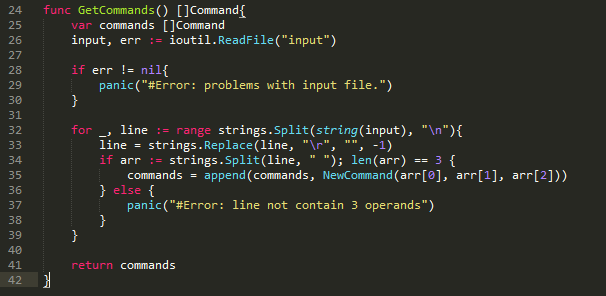 24 func GetCommands() []Command{
25     var commands []Command
26     input, err := ioutil.ReadFile("input")
27
28     if err != nil{
29         panic("#Error: problems with input file.")
30     }
31
32     for _, line := range strings.Split(string(input), "\n"){
33         line = strings.Replace(line, "\r", "", -1)
34         if arr := strings.Split(line, " "); len(arr) == 3 {
35             commands = append(commands, NewCommand(arr[0], arr[1], arr[2]))
36         } else {
37             panic("#Error: line not contain 3 operands")
38         }
39     }
40
41     return commands
42 }